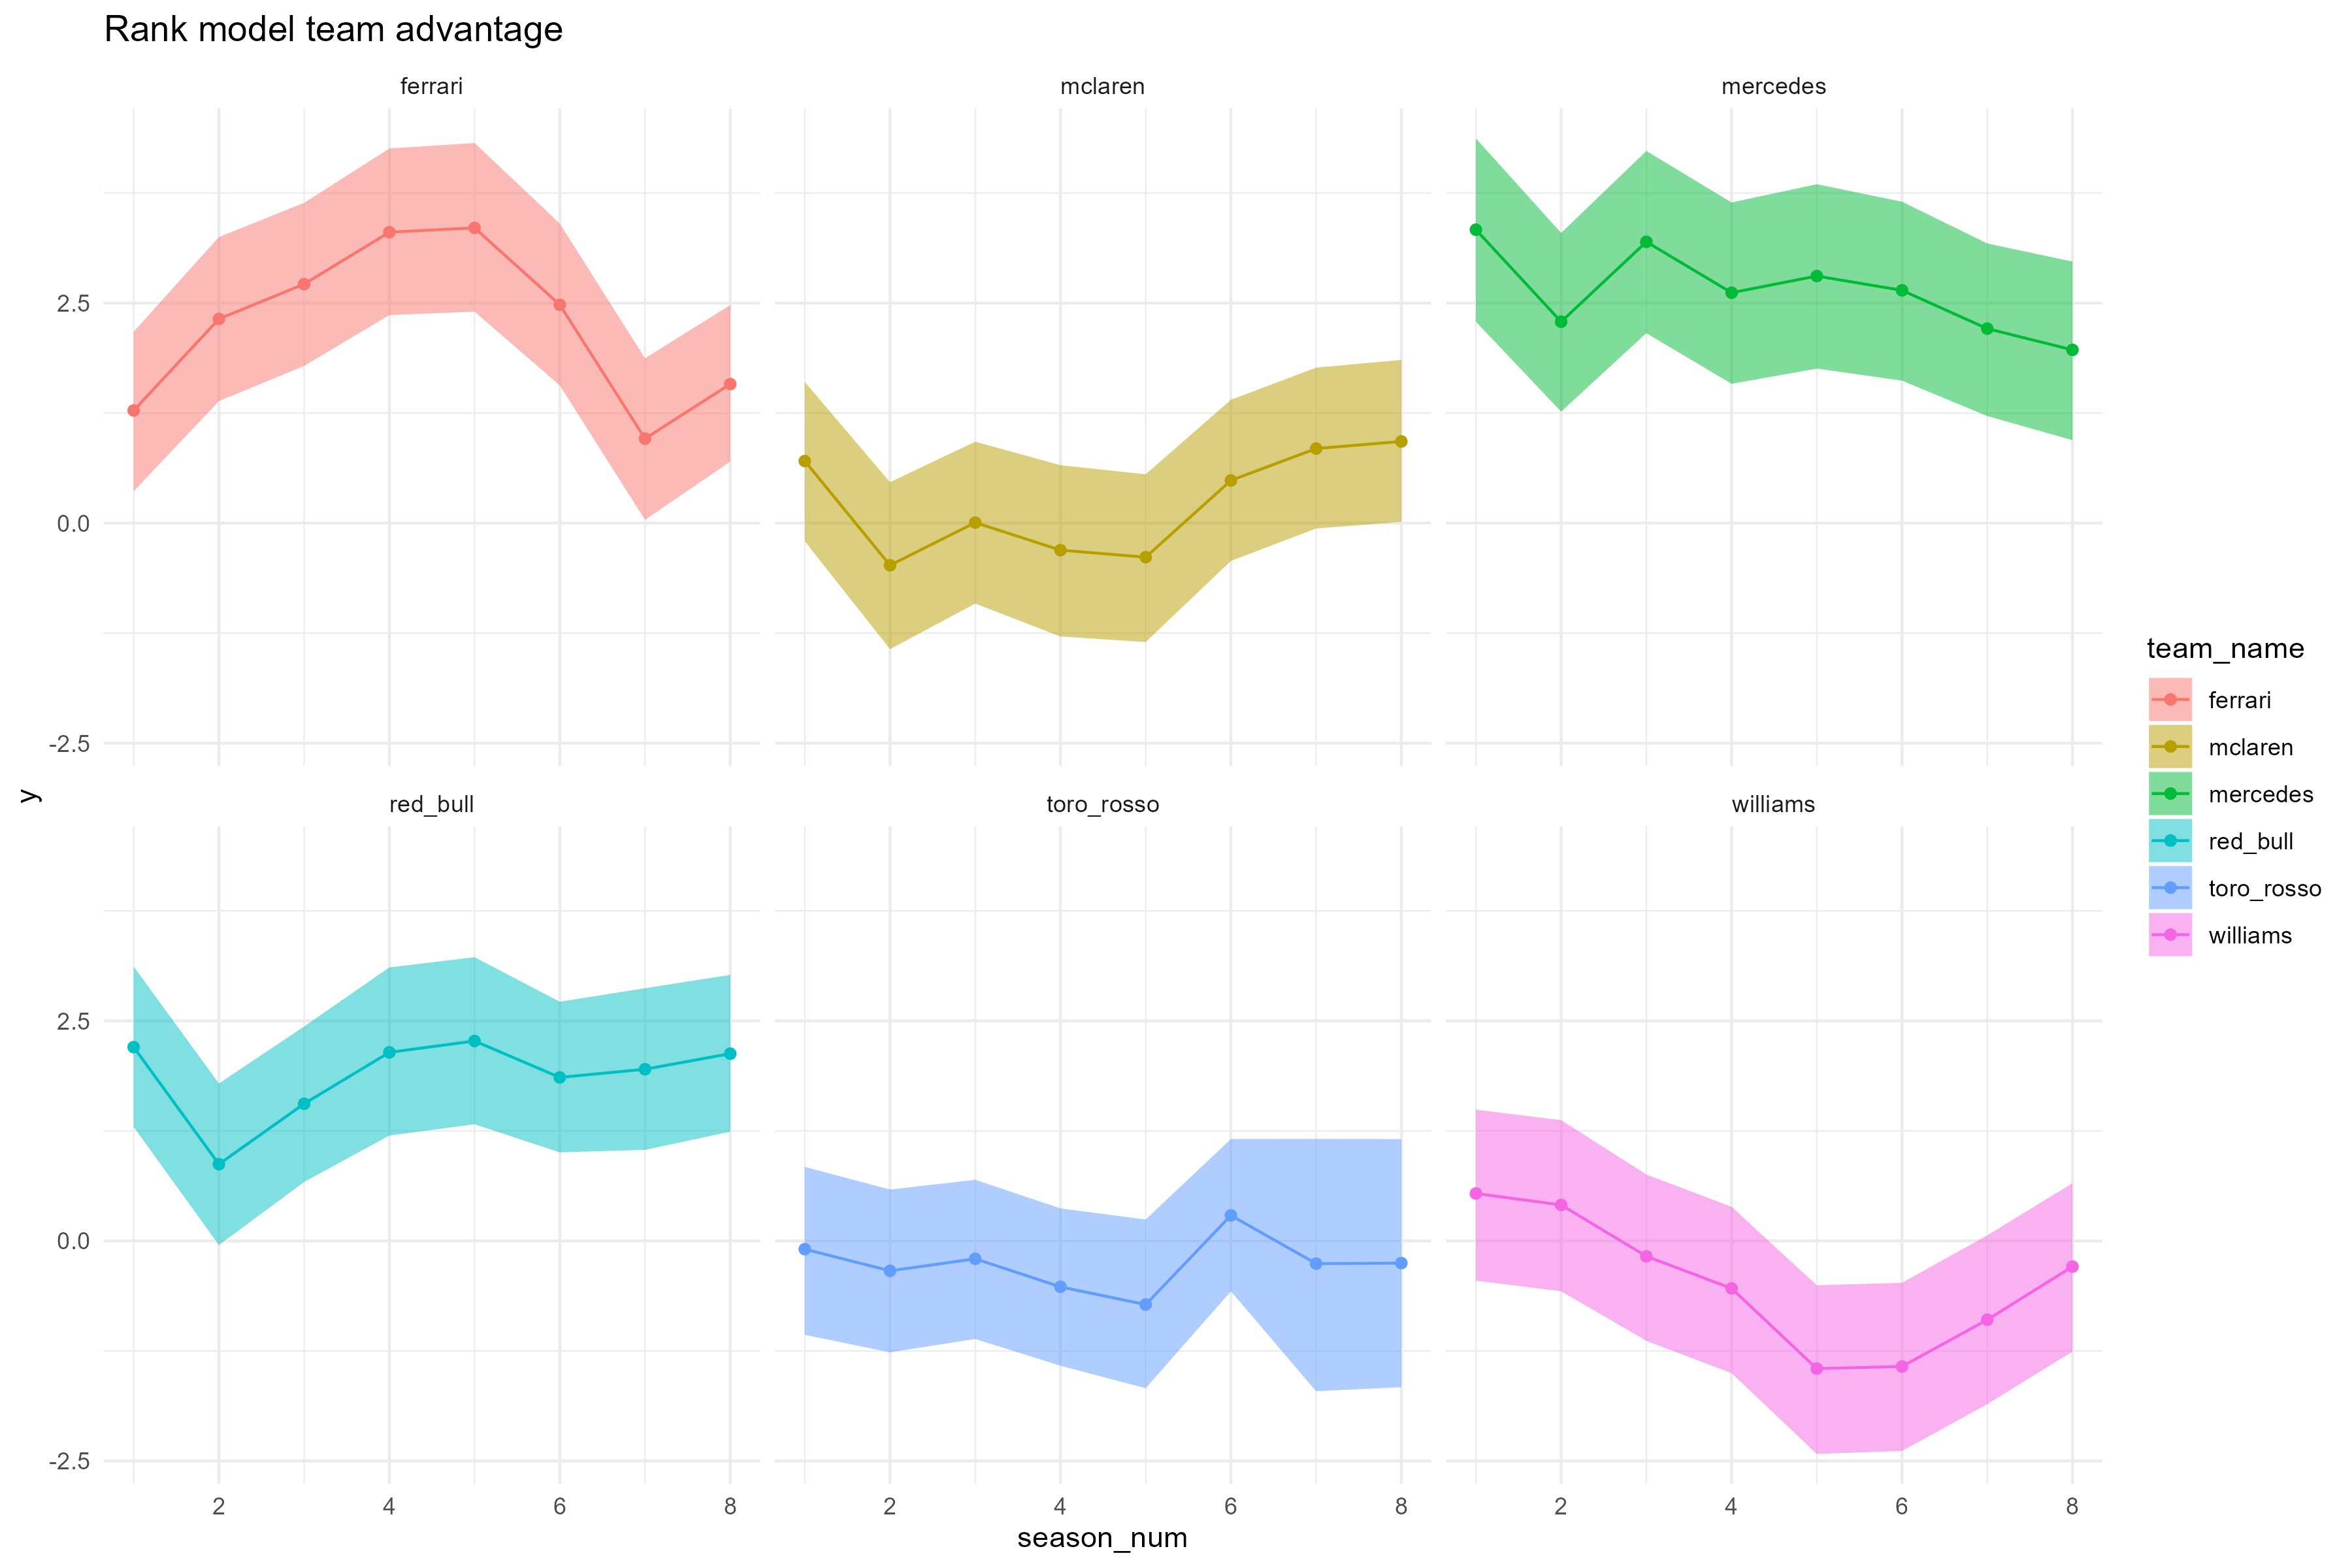 Rank model team advantage
ferrari
mclaren
mercedes
2.5
0.0
-2.5
y
red_bull
toro_rosso
williams
2.5
0.0
-2.5
2 4 6 8 2 4 6 8 2 4 6 8
season_num
team_name
ferrari
mclaren
mercedes
red_bull
toro_rosso
williams